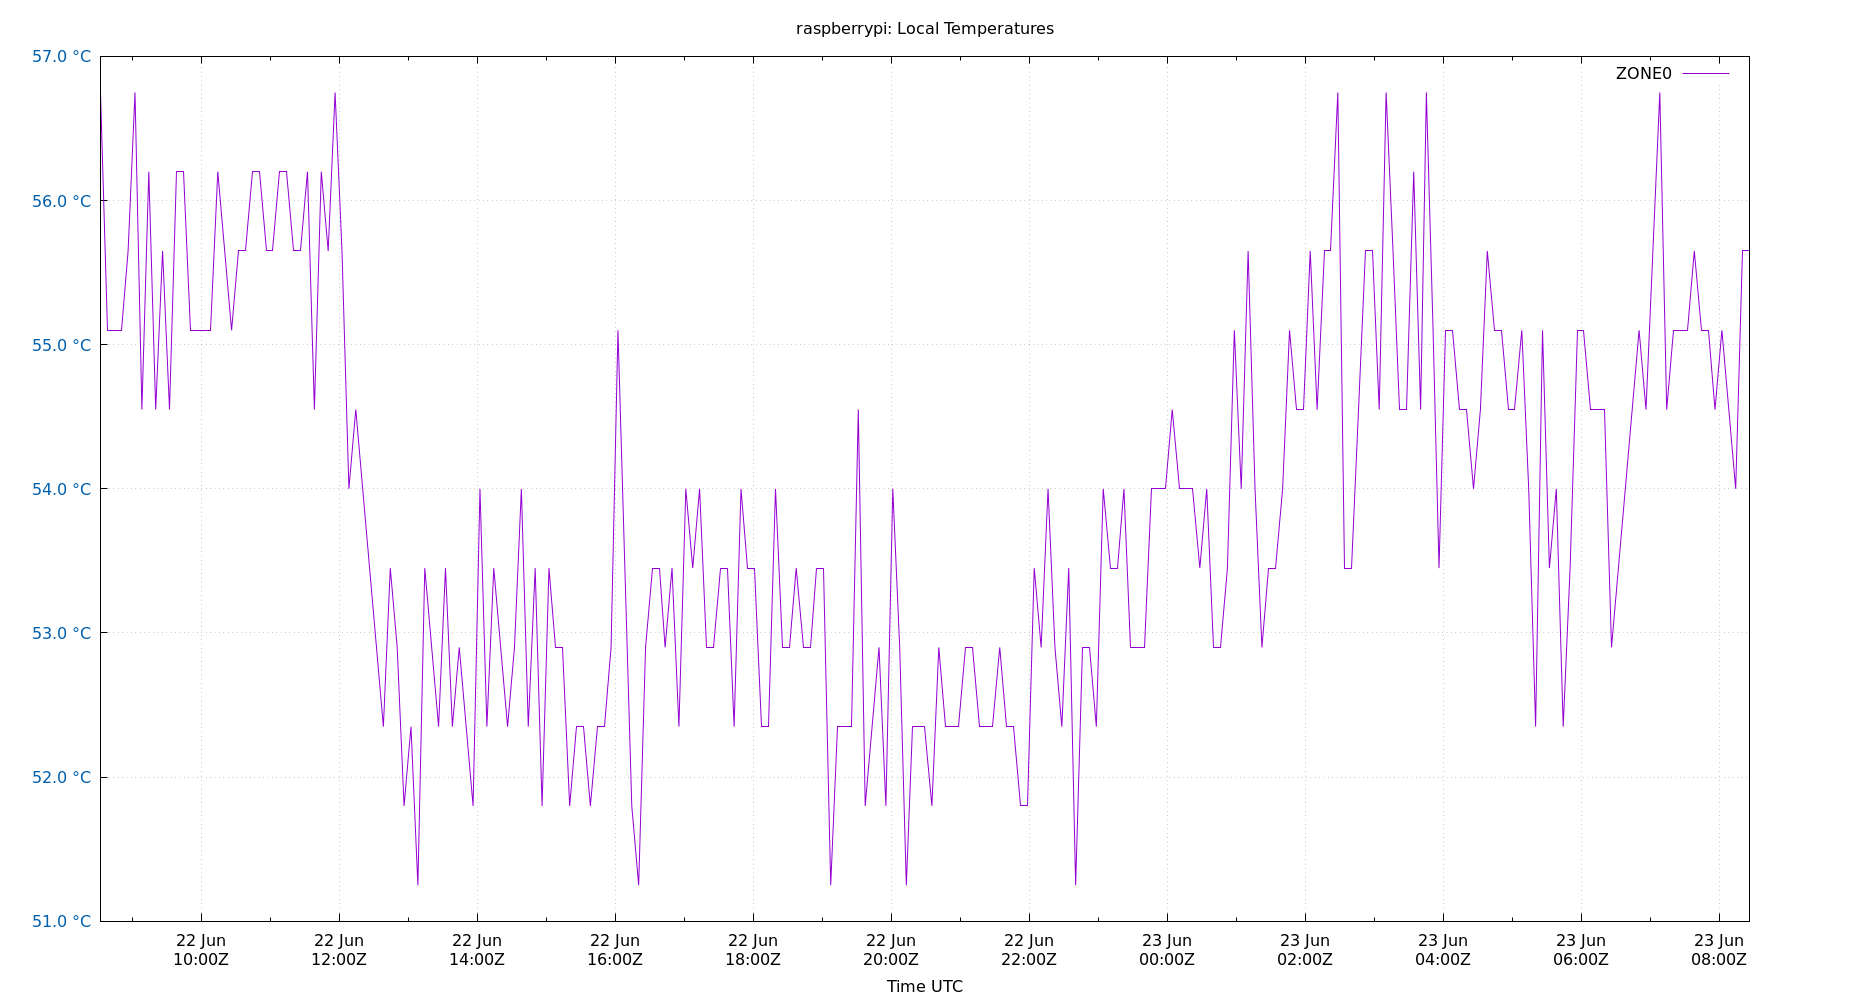 raspberrypi: Local Temperatures
57.0 °C
ZONE0
56.0 °C
55.0 °C
54.0 °C
53.0 °C
52.0 °C
51.0 °C
22 Jun 22 Jun 22 Jun 22 Jun 22 Jun 22 Jun 22 Jun 23 Jun 23 Jun 23 Jun 23 Jun 23 Jun
10:00Z 12:00Z 14:00Z 16:00Z 18:00Z 20:00Z 22:00Z 00:00Z 02:00Z 04:00Z 06:00Z 08:00Z
Time UTC